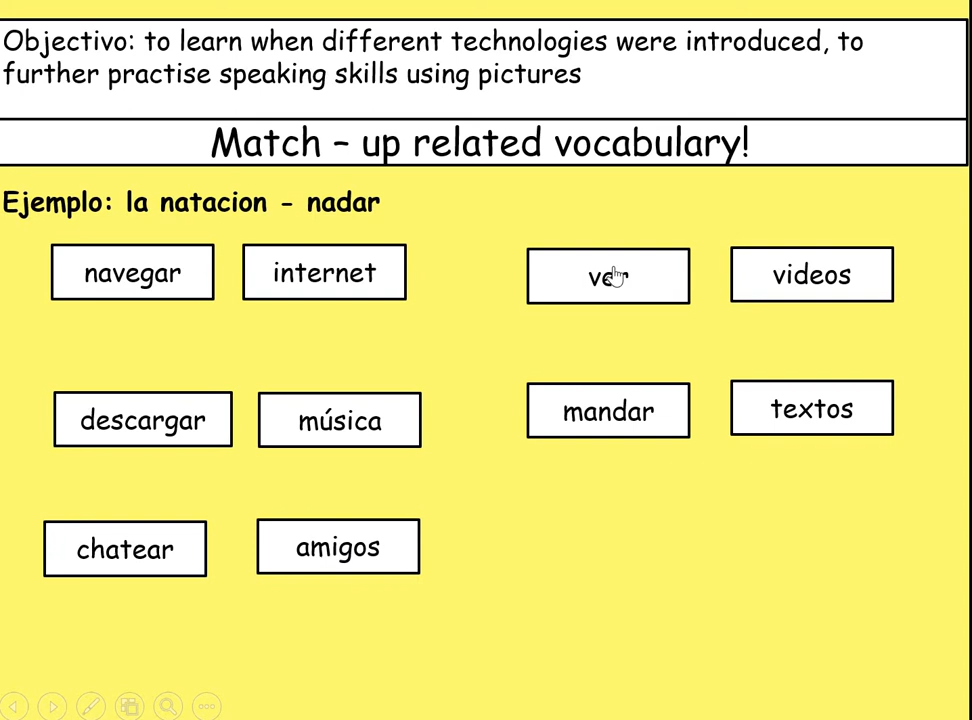 Objectivo: to learn when different technologies were introduced, to
further practise speaking skills using pictures
Match – up related vocabulary!
Ejemplo: la natacion - nadar
navegar internet
ver videos
descargar música
mandar textos
chatear amigos